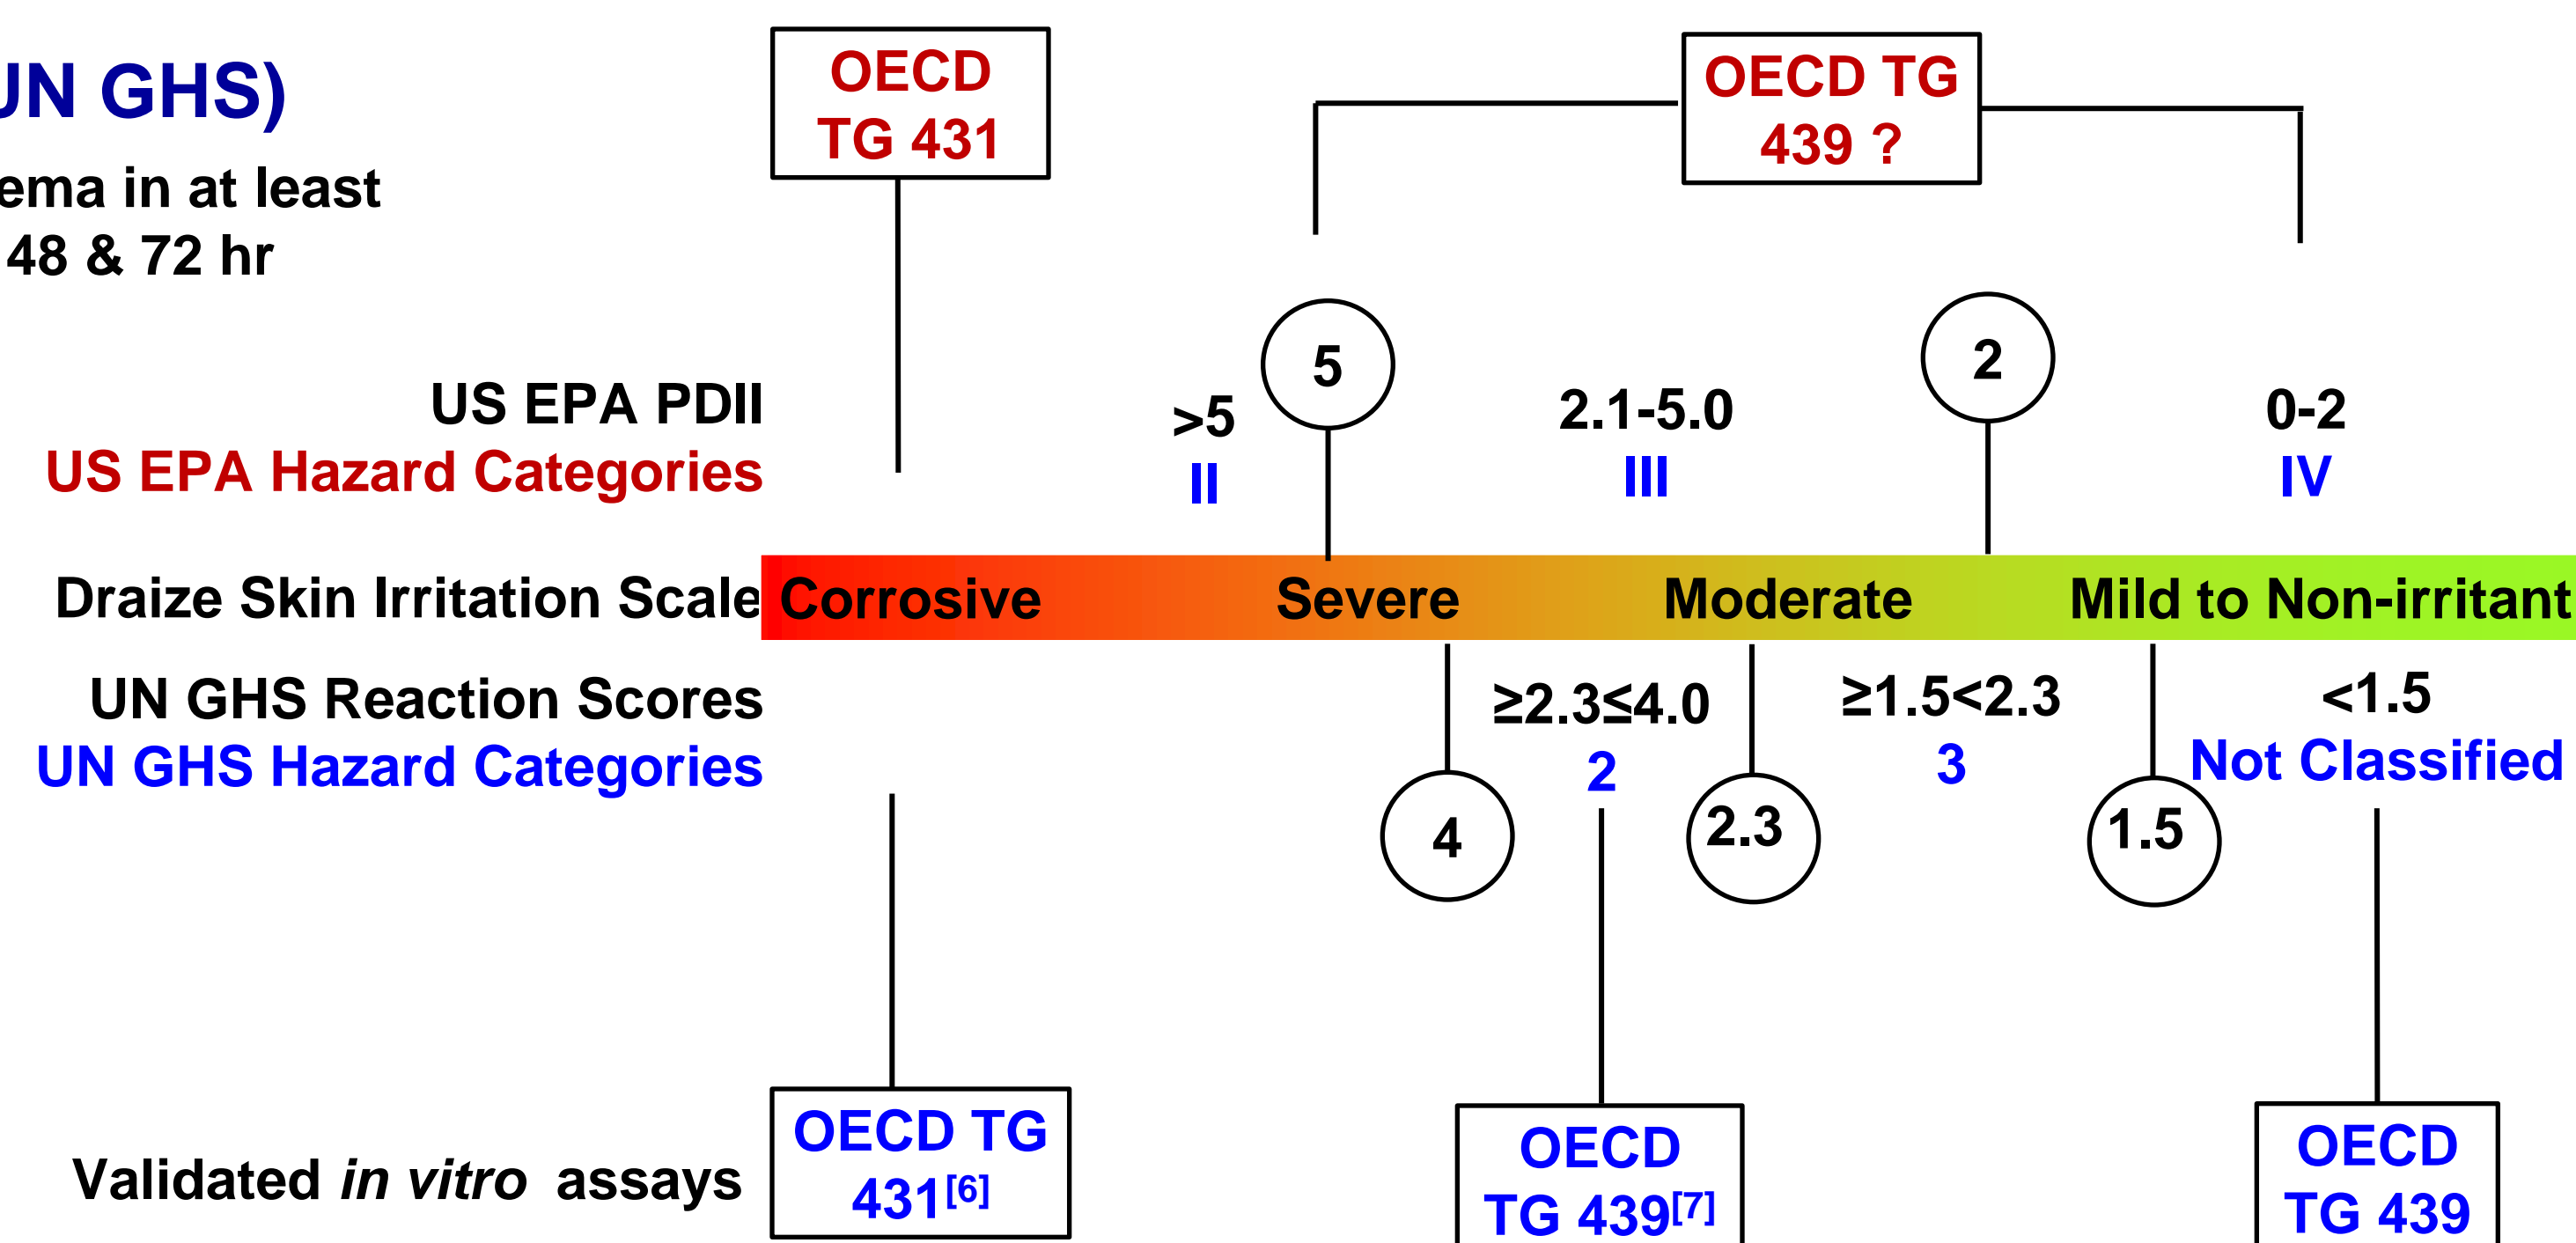 UN GHS)
ema in at least
48 & 72 hr
OECD
TG 431
OECD TG
439 ?
US EPA PDII
US EPA Hazard Categories
>5
II
5
2.1-5.0
III
2
0-2
IV
Draize Skin Irritation Scale
Corrosive Severe Moderate Mild to Non-irritant
UN GHS Reaction Scores
UN GHS Hazard Categories
≥2.3≤4.0
2
≥1.5<2.3
3
<1.5
Not Classified
4
2.3
1.5
Validated in vitro assays
OECD TG
431[6]
OECD
TG 439[7]
OECD
TG 439